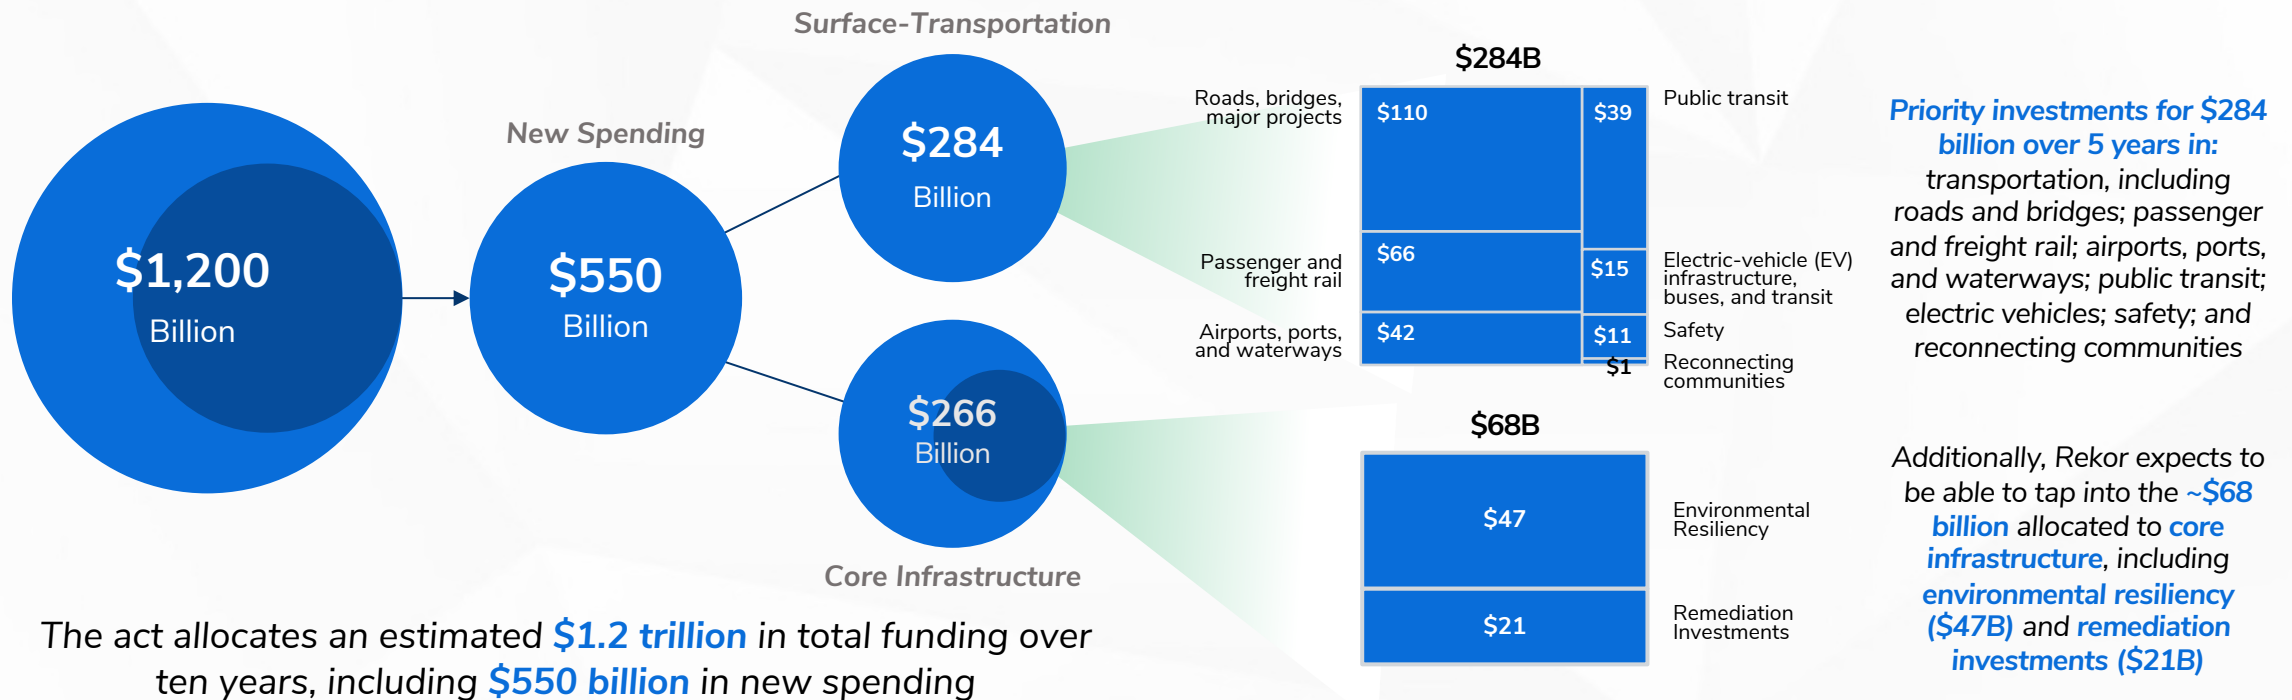 Surface-Transportation
New Spending
$1,200
Billion
$550
Billion
$284
Billion
$266
Billion
Core Infrastructure
The act allocates an estimated $1.2 trillion in total funding over
ten years, including $550 billion in new spending
$284B
Roads, bridges,
major projects
$110
$39
Public transit
Passenger and
freight rail
$66
$15
Electric-vehicle (EV)
infrastructure,
buses, and transit
Airports, ports,
and waterways
$42
$11
Safety
$1
Reconnecting
communities
$68B
$47
Environmental
Resiliency
$21
Remediation
Investments
Priority investments for $284
billion over 5 years in:
transportation, including
roads and bridges; passenger
and freight rail; airports, ports,
and waterways; public transit;
electric vehicles; safety; and
reconnecting communities
Additionally, Rekor expects to
be able to tap into the ~$68
billion allocated to core
infrastructure, including
environmental resiliency
($47B) and remediation
investments ($21B)